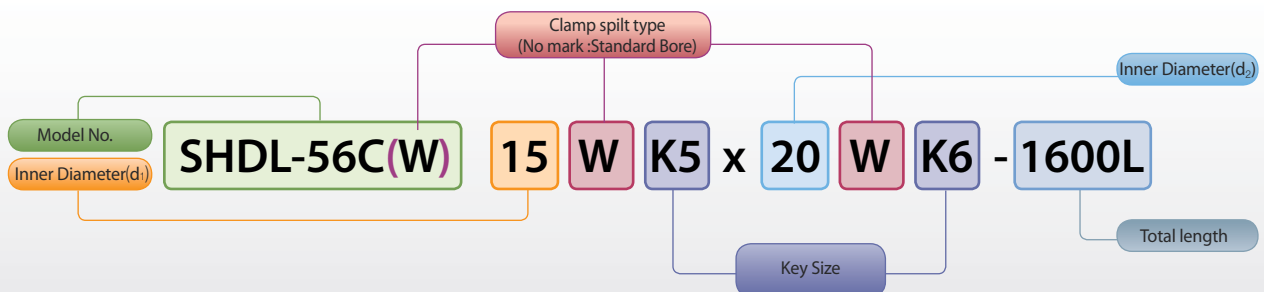 Clamp spilt type
(No mark :Standard Bore)
Inner Diameter(d₂)
Model No.
Inner Diameter(d₁)
SHDL-56C(W) 15 W K5 x 20 W K6 - 1600L
Total length
Key Size